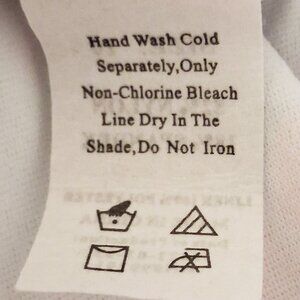 Hand Wash Cold
Separately,Only
Non-Chlorine Bleach
Line Dry In The
Shade,Do Not Iron